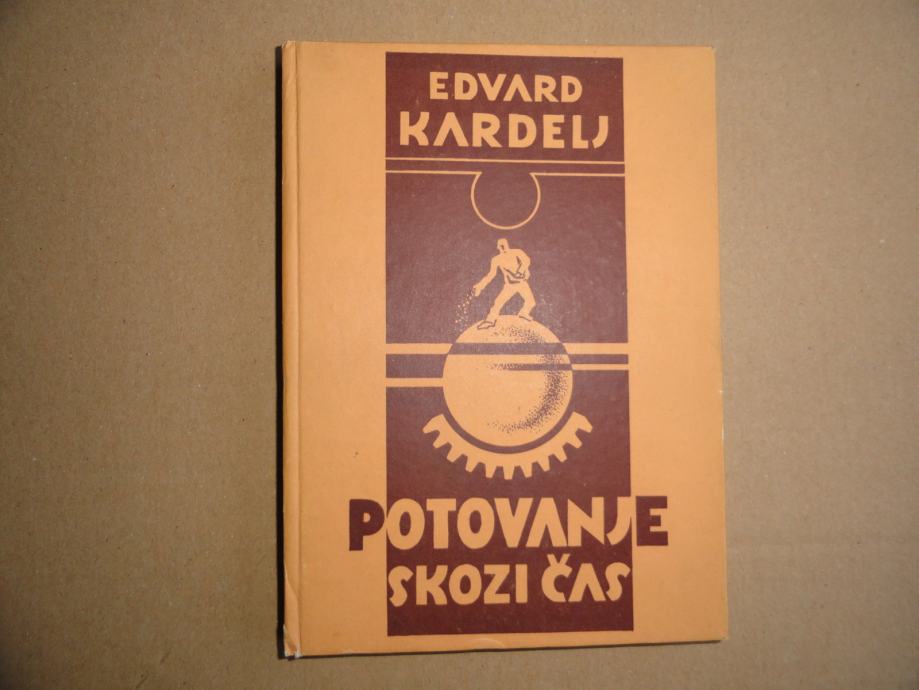 EDVARD
KARDELJ
POTOVANJE
SKOZI ČAS